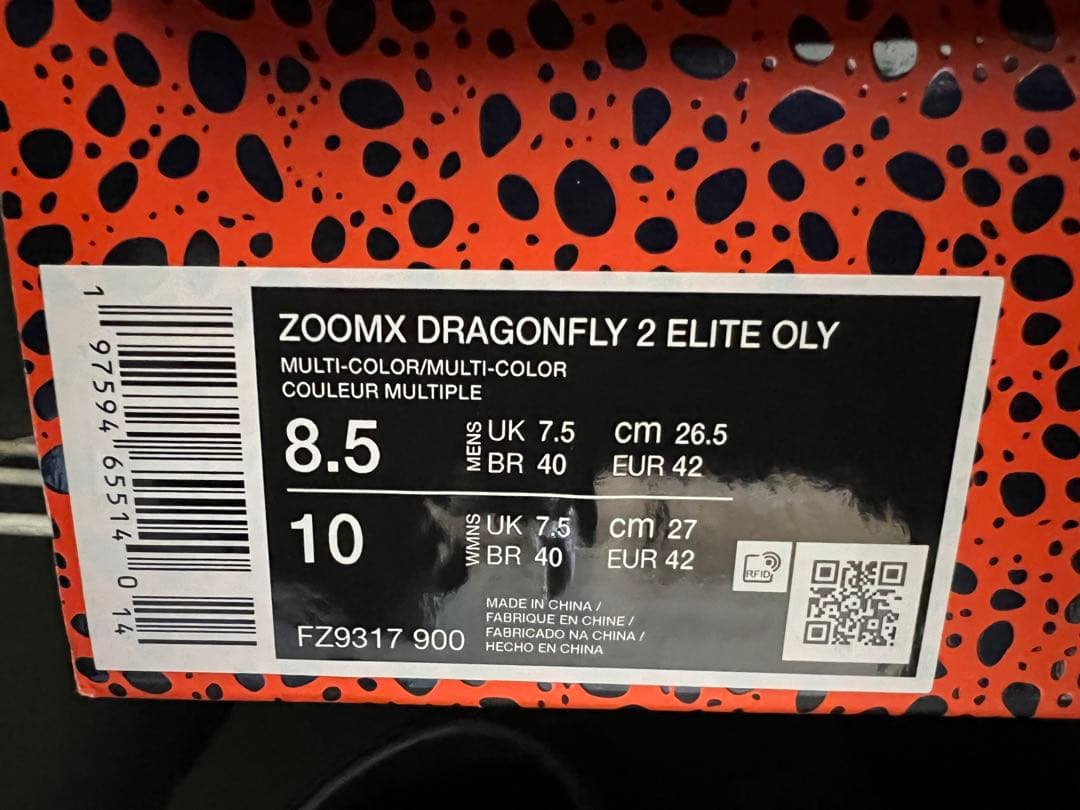 ZOOMX DRAGONFLY 2 ELITE OLY
MULTI-COLOR/MULTI-COLOR
COULEUR MULTIPLE
8.5 MENS UK 7.5 cm 26.5
BR 40 EUR 42
10 WMNS UK 7.5 cm 27
BR 40 EUR 42
RFID
MADE IN CHINA /
FABRIQUE EN CHINE /
FABRICADO NA CHINA /
HECHO EN CHINA
FZ9317 900
1 97594 65514 0 14